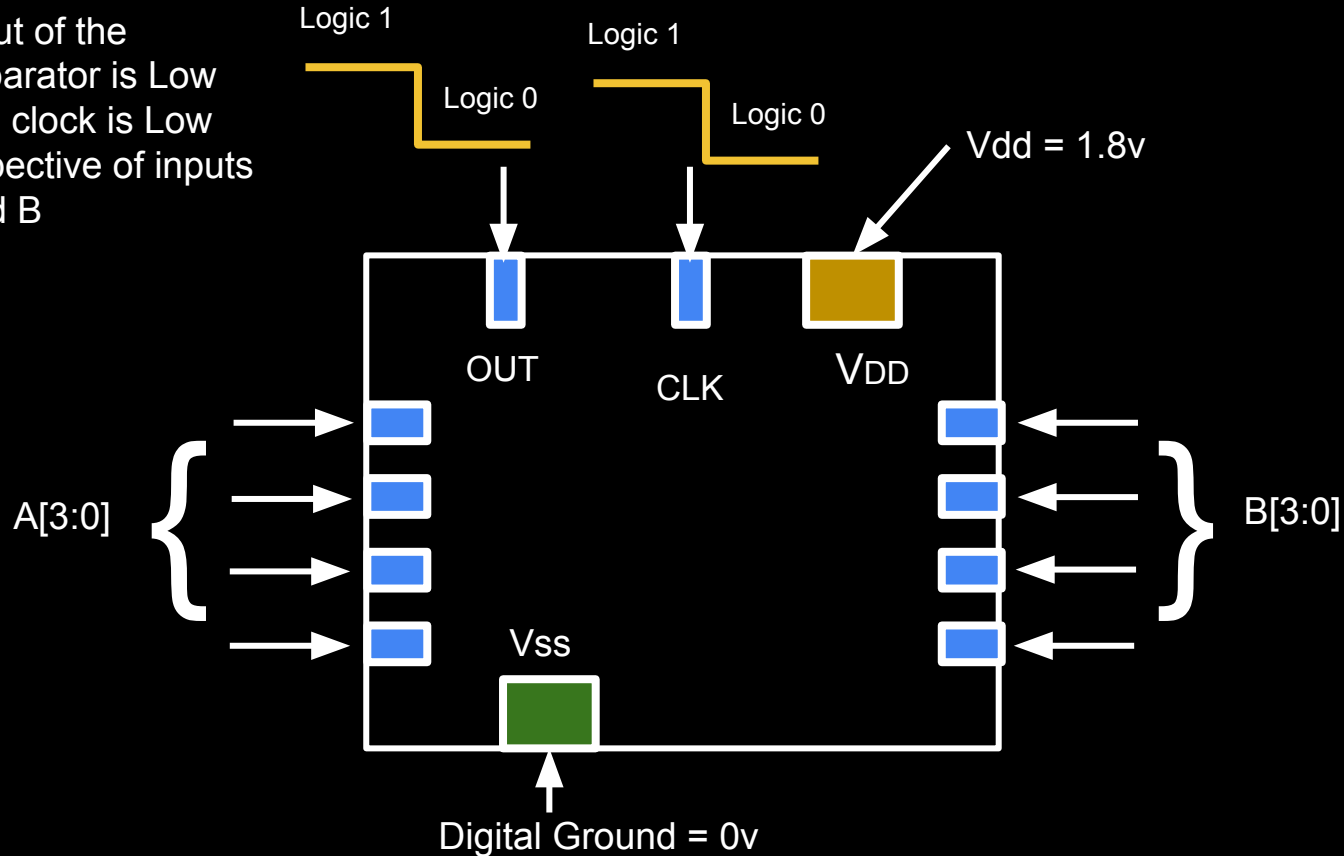 ut of the
parator is Low
clock is Low
pective of inputs
d B
Logic 1
Logic 0
Logic 1
Logic 0
Vdd = 1.8v
OUT
CLK
VDD
A[3:0]
B[3:0]
Vss
Digital Ground = 0v